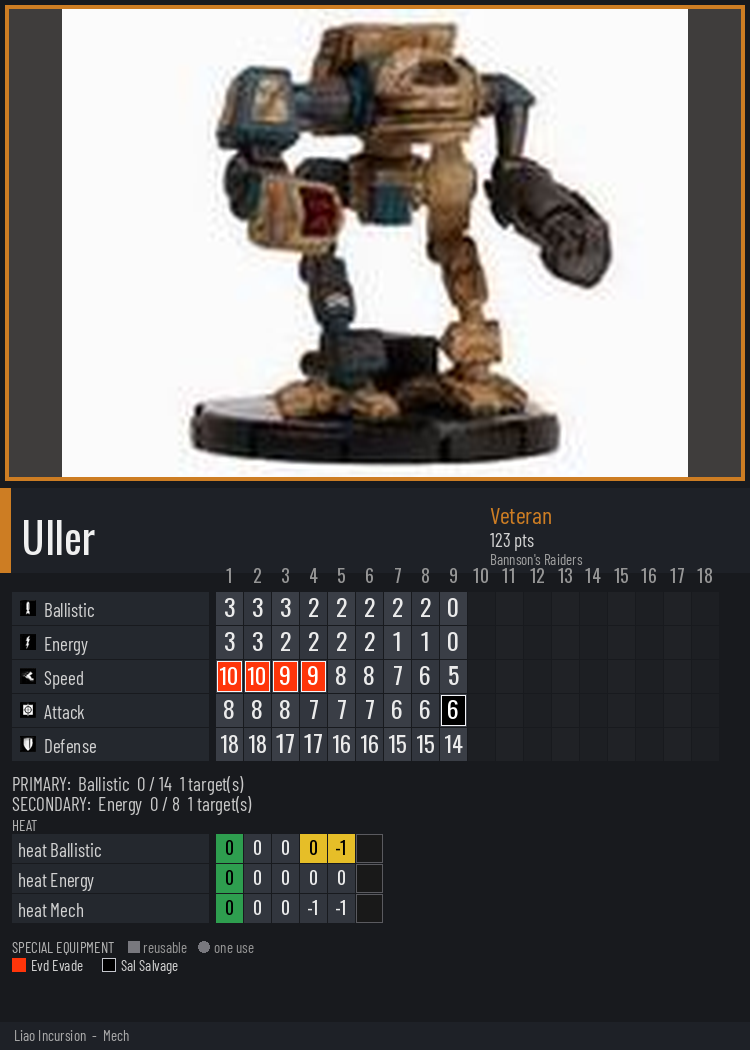 Uller
Veteran
123 pts
Bannson's Raiders
1 2 3 4 5 6 7 8 9 10 11 12 13 14 15 16 17 18
Ballistic 3 3 3 2 2 2 2 2 0
Energy 3 3 2 2 2 2 1 1 0
Speed 10 10 9 9 8 8 7 6 5
Attack 8 8 8 7 7 7 6 6 6
Defense 18 18 17 17 16 16 15 15 14
PRIMARY: Ballistic 0 / 14 1 target(s)
SECONDARY: Energy 0 / 8 1 target(s)
HEAT
heat Ballistic 0 0 0 0 -1
heat Energy 0 0 0 0 0
heat Mech 0 0 0 -1 -1
SPECIAL EQUIPMENT reusable one use
Evd Evade Sal Salvage
Liao Incursion - Mech